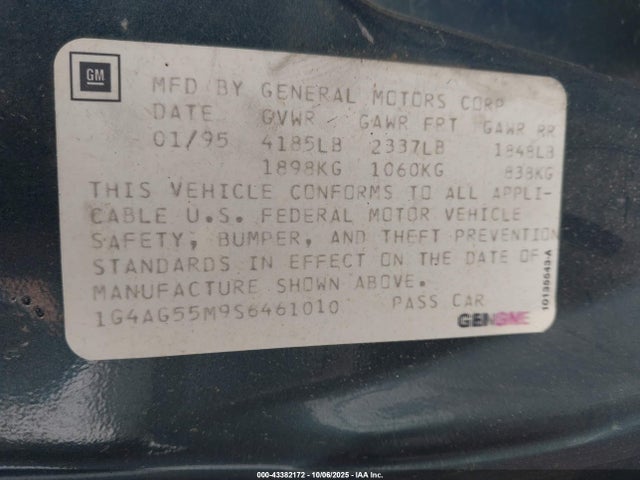 GM
MFD BY GENERAL MOTORS CORP
DATE GVWR GAWR FRT GAWR RR
01/95 4185LB 2337LB 1848LB
1898KG 1060KG 838KG
THIS VEHICLE CONFORMS TO ALL APPLI-
CABLE U.S. FEDERAL MOTOR VEHICLE
SAFETY, BUMPER, AND THEFT PREVENTION
STANDARDS IN EFFECT ON THE DATE OF
MANUFACTURE SHOWN ABOVE.
1G4AG55M9S6461010 PASS CAR
10135543-A
000-43382172 - 10/06/2025 - IAA Inc.